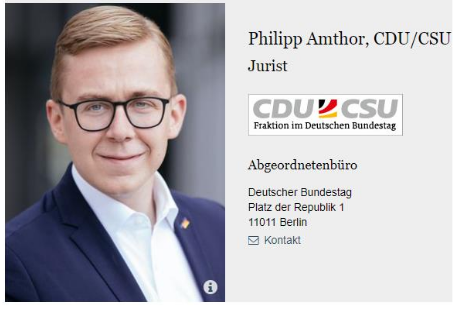 Philipp Amthor, CDU/CSU
Jurist
CDU CSU
Fraktion im Deutschen Bundestag
Abgeordnetenbüro
Deutscher Bundestag
Platz der Republik 1
11011 Berlin
Kontakt